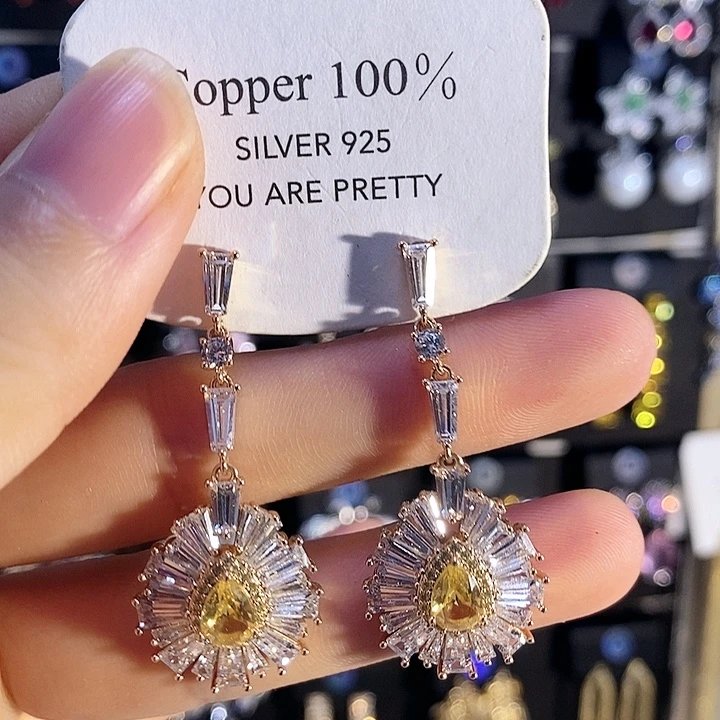 Copper 100%
SILVER 925
YOU ARE PRETTY